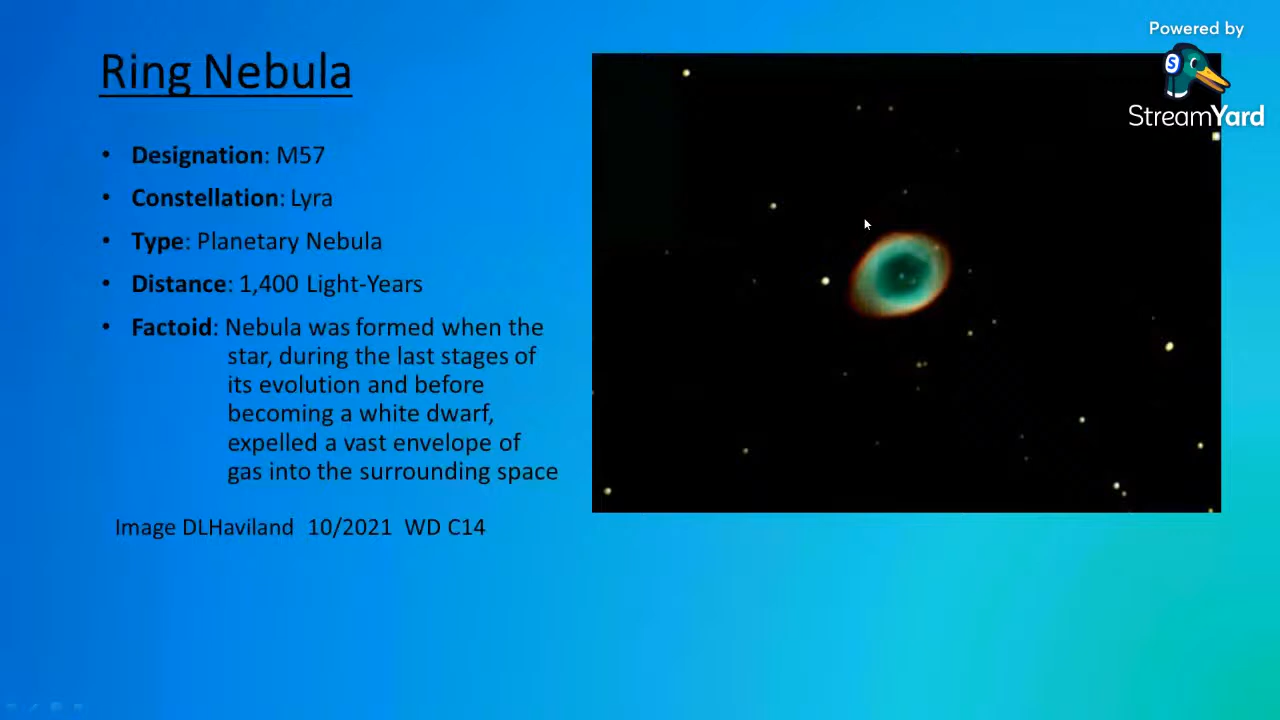 Powered by
StreamYard
Ring Nebula
• Designation: M57
• Constellation: Lyra
• Type: Planetary Nebula
• Distance: 1,400 Light-Years
• Factoid: Nebula was formed when the
star, during the last stages of
its evolution and before
becoming a white dwarf,
expelled a vast envelope of
gas into the surrounding space
Image DLHaviland 10/2021 WD C14